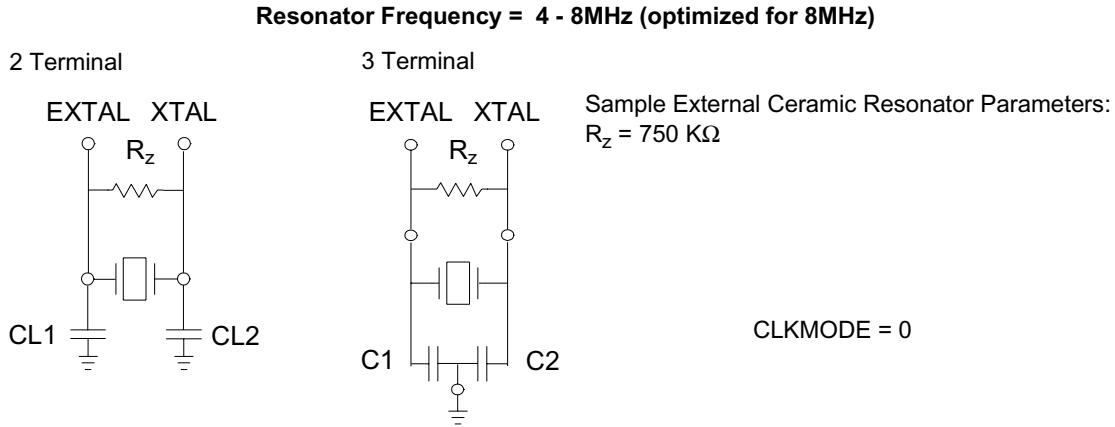 Resonator Frequency = 4 - 8MHz (optimized for 8MHz)
2 Terminal
EXTAL XTAL
Rz
CL1
CL2
3 Terminal
EXTAL XTAL
Rz
C1
C2
Sample External Ceramic Resonator Parameters:
Rz = 750 KΩ
CLKMODE = 0